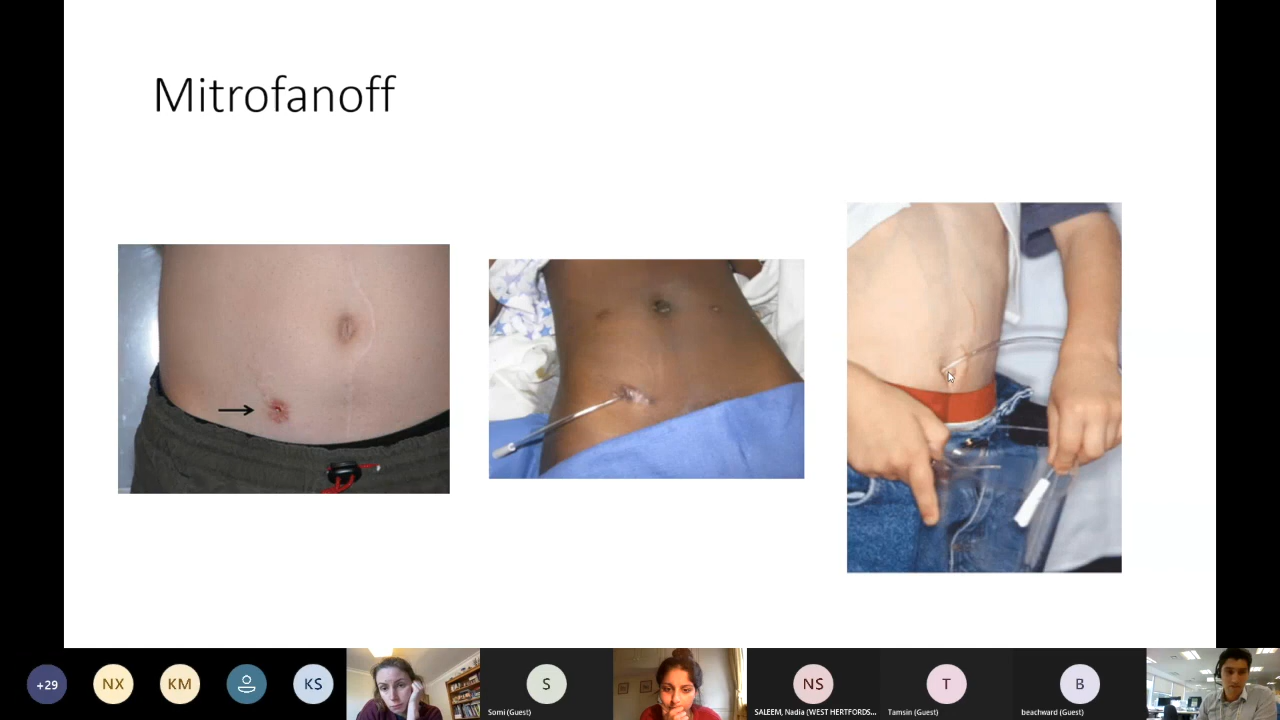 Mitrofanoff
+29
NX
KM
KS
S
Somi (Guest)
NS
SALEEM, Nadia (WEST HERTFORDS...
T
Tamsin (Guest)
B
beachward (Guest)